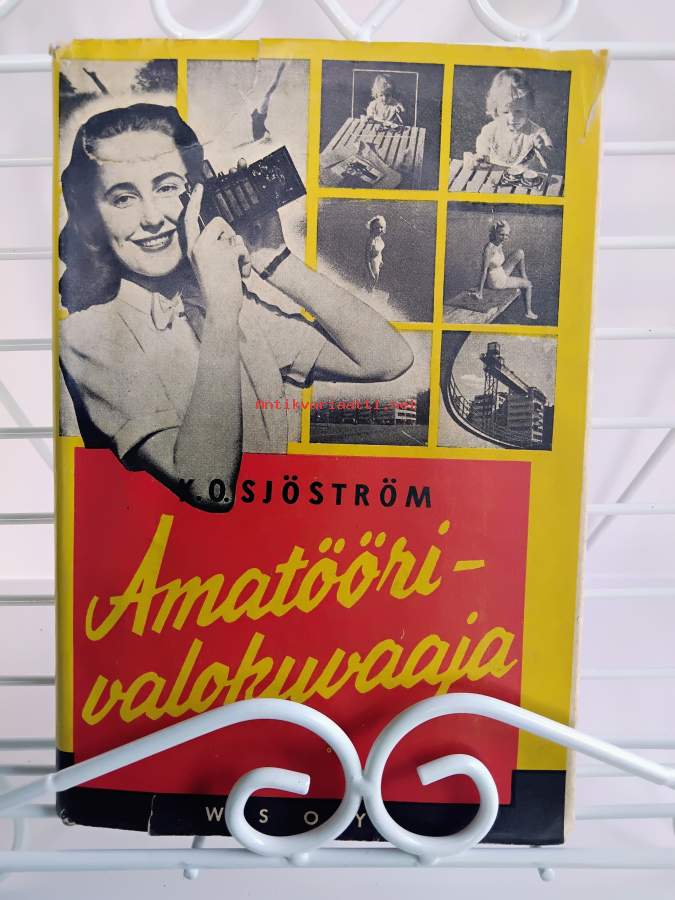 Antikvariaatti.net
Y.O. SJÖSTRÖM
Amatööri-
valokuvaaja
WSOY